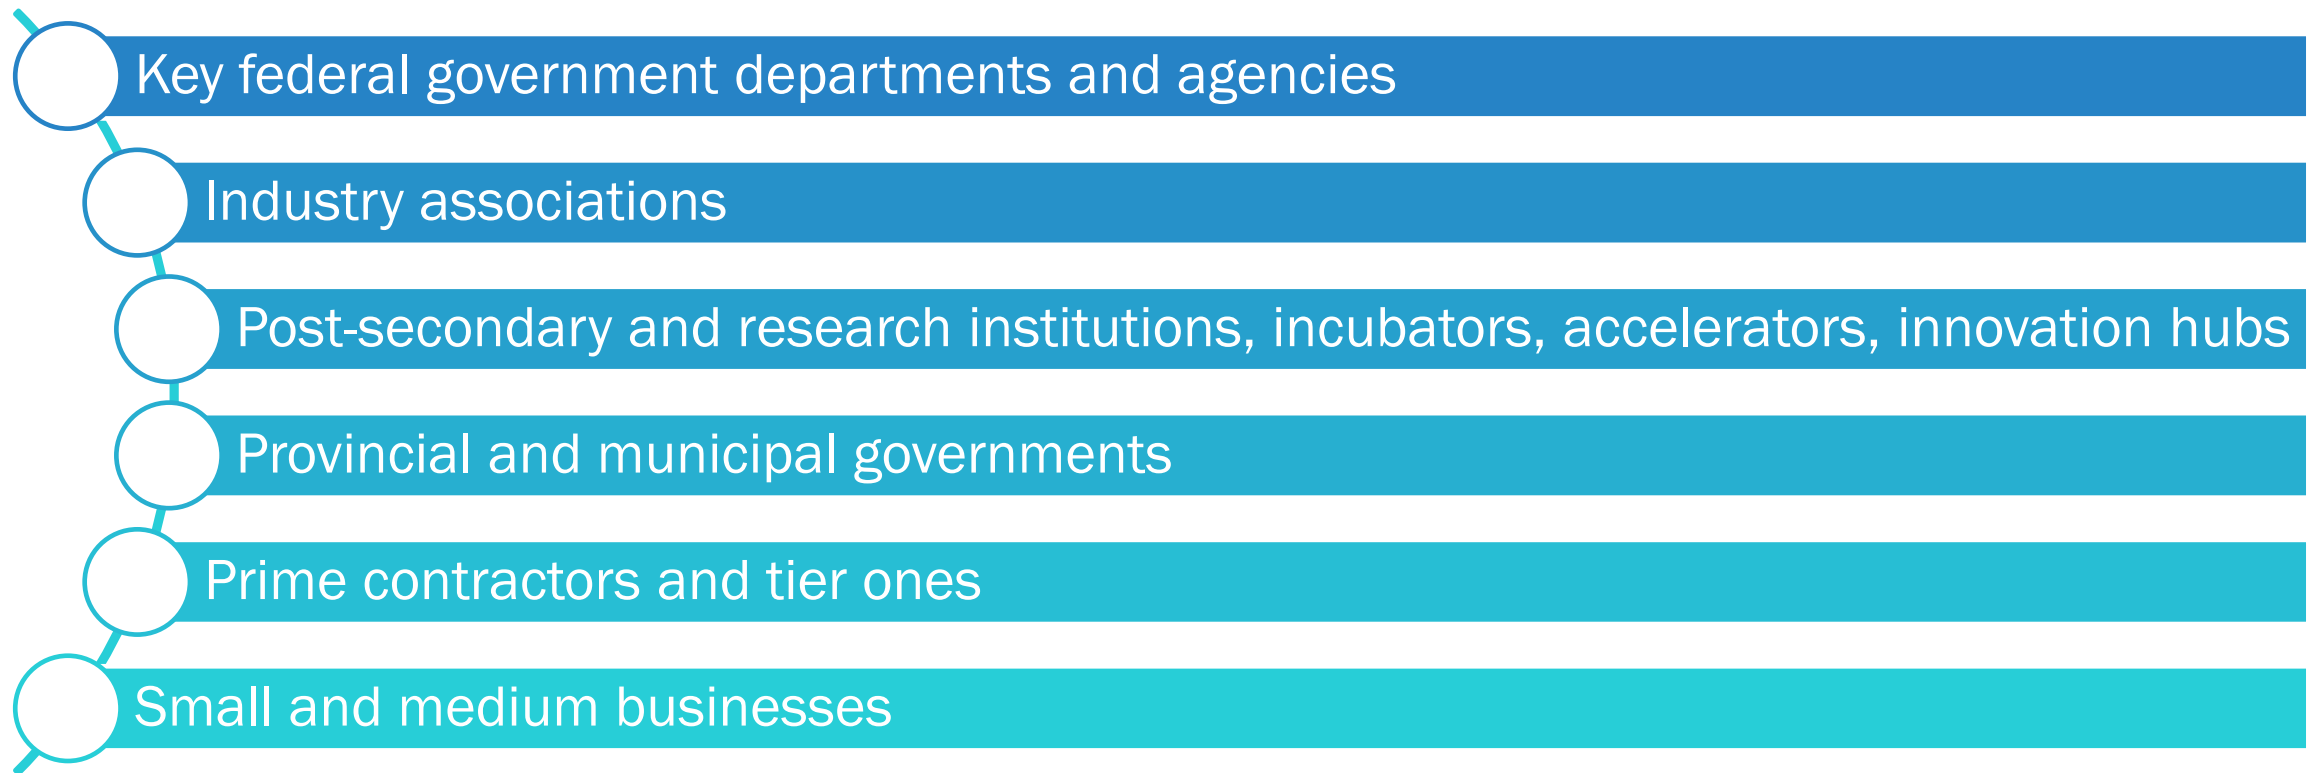 Key federal government departments and agencies
Industry associations
Post-secondary and research institutions, incubators, accelerators, innovation hubs
Provincial and municipal governments
Prime contractors and tier ones
Small and medium businesses